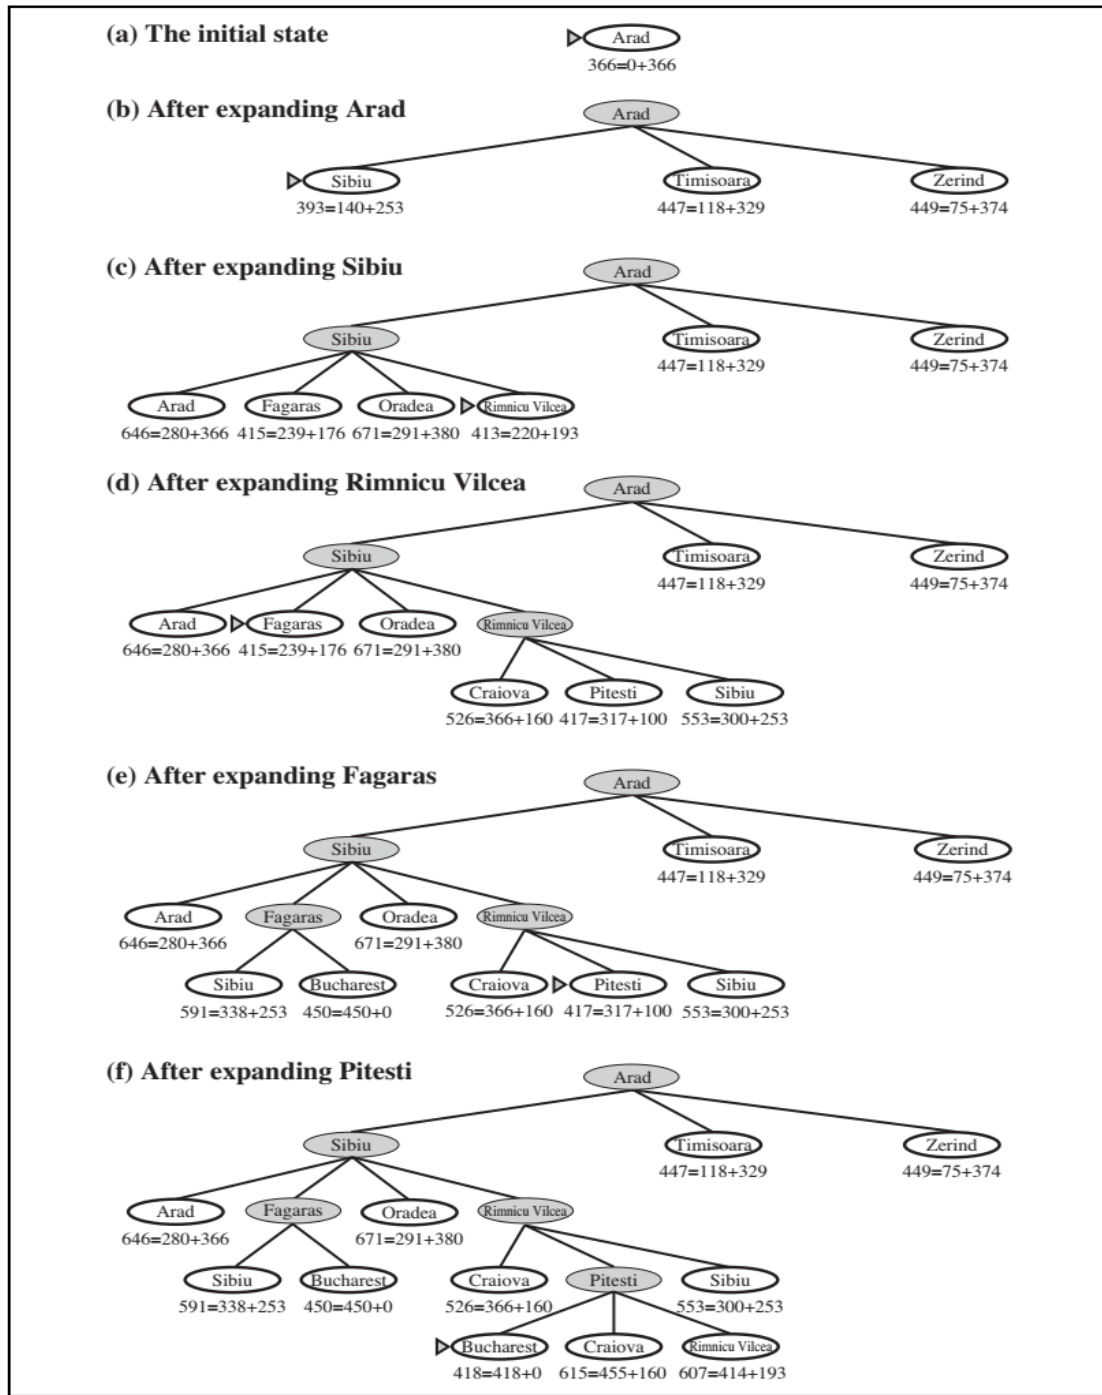 (a) The initial state
Arad
366=0+366
(b) After expanding Arad
Arad
Sibiu Timisoara Zerind
393=140+253 447=118+329 449=75+374
(c) After expanding Sibiu
Arad
Sibiu Timisoara Zerind
447=118+329 449=75+374
Arad Fagaras Oradea Rimnicu Vilcea
646=280+366 415=239+176 671=291+380 413=220+193
(d) After expanding Rimnicu Vilcea
Arad
Sibiu Timisoara Zerind
447=118+329 449=75+374
Arad Fagaras Oradea Rimnicu Vilcea
646=280+366 415=239+176 671=291+380
Craiova Pitesti Sibiu
526=366+160 417=317+100 553=300+253
(e) After expanding Fagaras
Arad
Sibiu Timisoara Zerind
447=118+329 449=75+374
Arad Fagaras Oradea Rimnicu Vilcea
646=280+366 671=291+380
Sibiu Bucharest Craiova Pitesti Sibiu
591=338+253 450=450+0 526=366+160 417=317+100 553=300+253
(f) After expanding Pitesti
Arad
Sibiu Timisoara Zerind
447=118+329 449=75+374
Arad Fagaras Oradea Rimnicu Vilcea
646=280+366 671=291+380
Sibiu Bucharest Craiova Pitesti Sibiu
591=338+253 450=450+0 526=366+160 553=300+253
Bucharest Craiova Rimnicu Vilcea
418=418+0 615=455+160 607=414+193